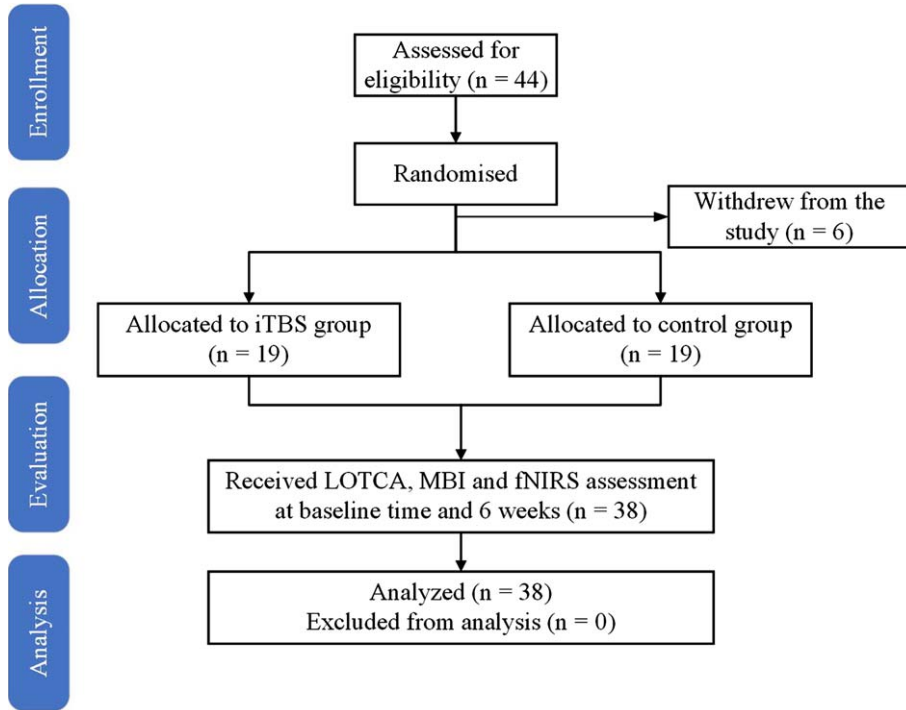 Enrollment
Assessed for
eligibility (n = 44)
Randomised
Allocation
Withdrew from the
study (n = 6)
Allocated to iTBS group
(n = 19)
Allocated to control group
(n = 19)
Evaluation
Received LOTCA, MBI and fNIRS assessment
at baseline time and 6 weeks (n = 38)
Analysis
Analyzed (n = 38)
Excluded from analysis (n = 0)